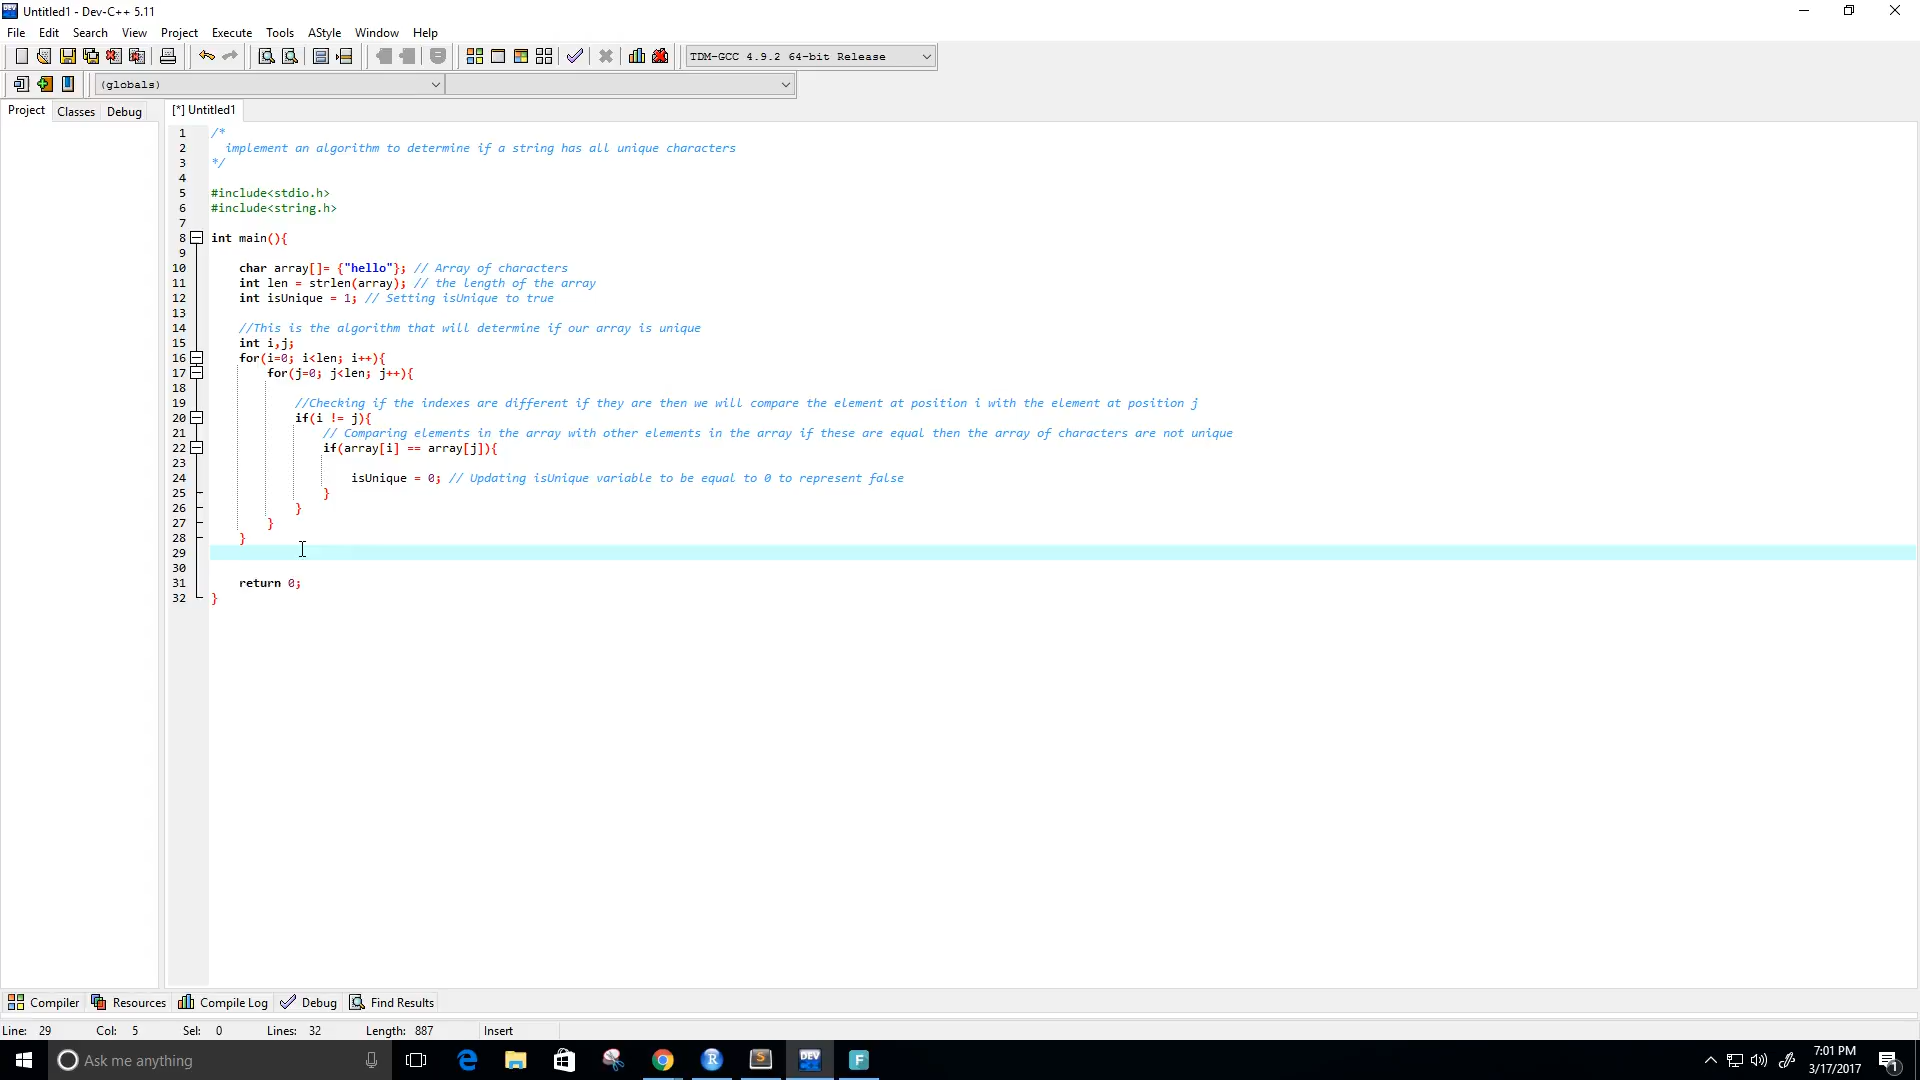 Untitled1 - Dev-C++ 5.11
File Edit Search View Project Execute Tools AStyle Window Help
TDM-GCC 4.9.2 64-bit Release
(globals)
Project Classes Debug [*] Untitled1
1 /*
2 implement an algorithm to determine if a string has all unique characters
3 */
4
5 #include<stdio.h>
6 #include<string.h>
7
8 int main(){
9
10 char array[]= {"hello"}; // Array of characters
11 int len = strlen(array); // the length of the array
12 int isUnique = 1; // Setting isUnique to true
13
14 //This is the algorithm that will determine if our array is unique
15 int i,j;
16 for(i=0; i<len; i++){
17 for(j=0; j<len; j++){
18
19 //Checking if the indexes are different if they are then we will compare the element at position i with the element at position j
20 if(i != j){
21 // Comparing elements in the array with other elements in the array if these are equal then the array of characters are not unique
22 if(array[i] == array[j]){
23
24 isUnique = 0; // Updating isUnique variable to be equal to 0 to represent false
25 }
26 }
27 }
28 }
29
30
31 return 0;
32 }
Compiler Resources Compile Log Debug Find Results
Line: 29 Col: 5 Sel: 0 Lines: 32 Length: 887 Insert
Ask me anything
7:01 PM
3/17/2017